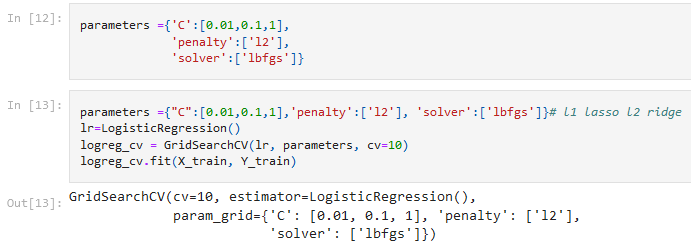 In [12]:
parameters ={'C':[0.01,0.1,1],
'penalty':['l2'],
'solver':['lbfgs']}
In [13]:
parameters ={"C":[0.01,0.1,1],'penalty':['l2'], 'solver':['lbfgs']}# l1 lasso l2 ridge
lr=LogisticRegression()
logreg_cv = GridSearchCV(lr, parameters, cv=10)
logreg_cv.fit(X_train, Y_train)
Out[13]:
GridSearchCV(cv=10, estimator=LogisticRegression(),
param_grid={'C': [0.01, 0.1, 1], 'penalty': ['l2'],
'solver': ['lbfgs']})